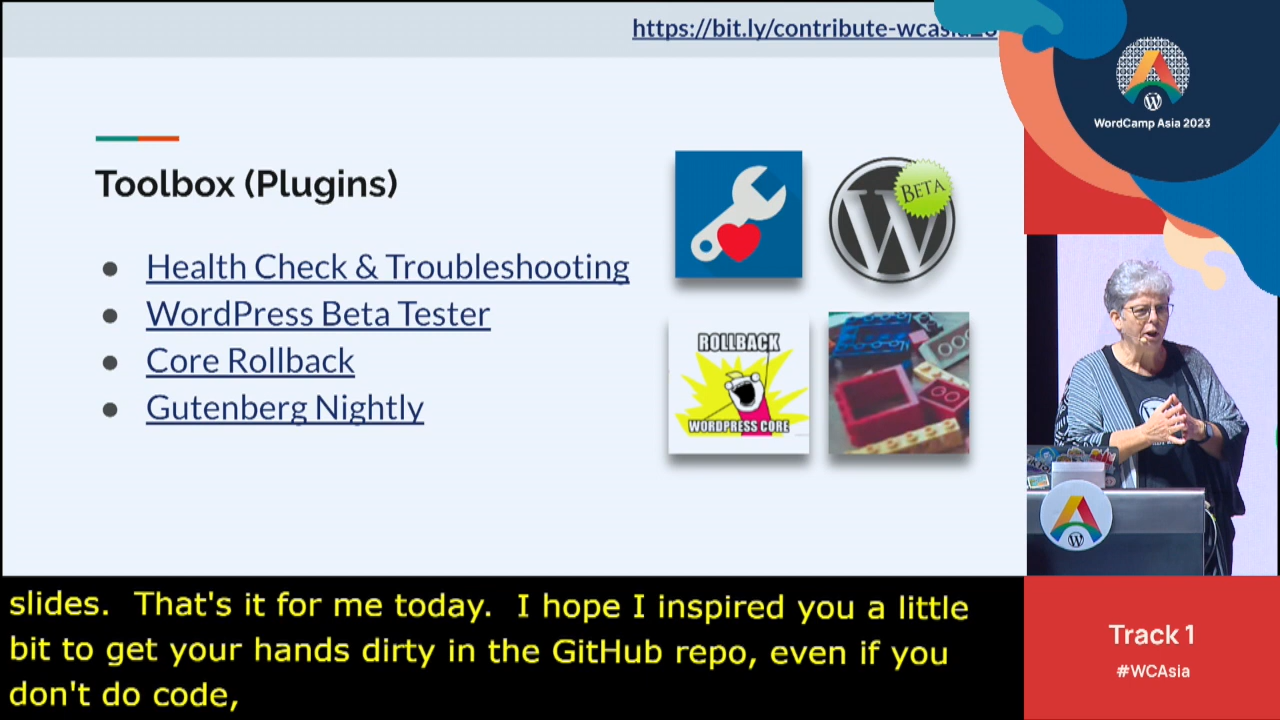 https://bit.ly/contribute-wcasia23
WordCamp Asia 2023
Toolbox (Plugins)
BETA
● Health Check & Troubleshooting
● WordPress Beta Tester
● Core Rollback
● Gutenberg Nightly
ROLLBACK
WORDPRESS CORE
slides. That's it for me today. I hope I inspired you a little
bit to get your hands dirty in the GitHub repo, even if you
don't do code,
Track 1
#WCAsia